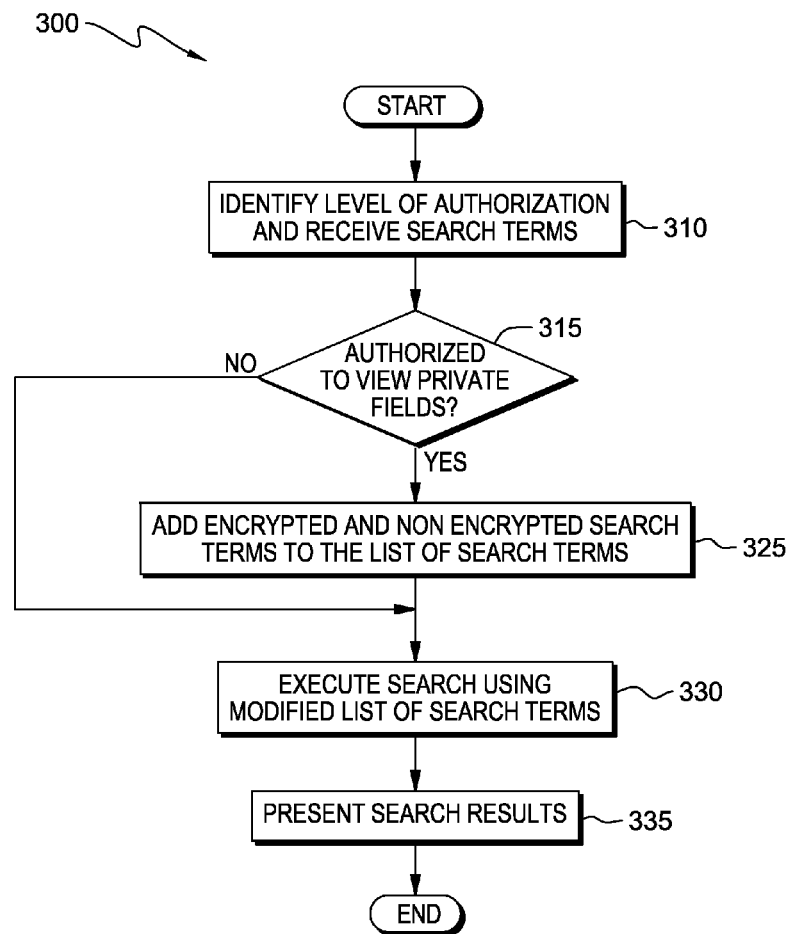 300
START
IDENTIFY LEVEL OF AUTHORIZATION
AND RECEIVE SEARCH TERMS
310
315
AUTHORIZED
TO VIEW PRIVATE
FIELDS?
NO
YES
ADD ENCRYPTED AND NON ENCRYPTED SEARCH
TERMS TO THE LIST OF SEARCH TERMS
325
EXECUTE SEARCH USING
MODIFIED LIST OF SEARCH TERMS
330
PRESENT SEARCH RESULTS
335
END